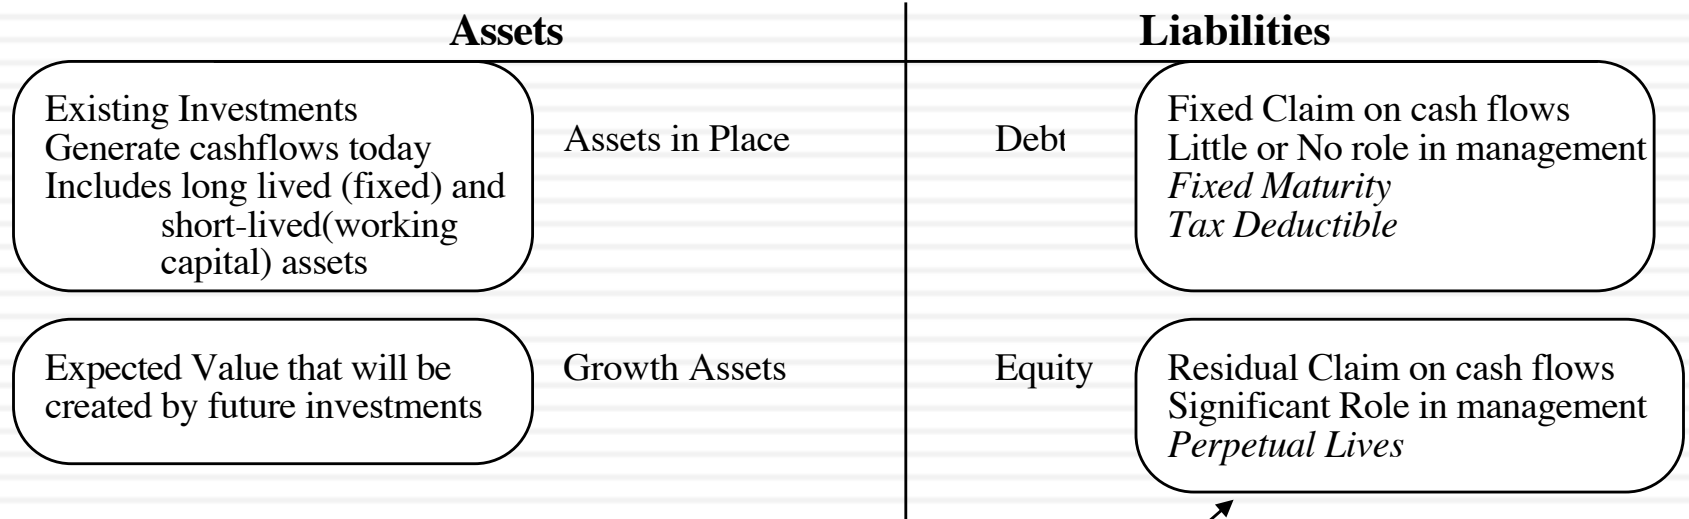 Assets
Liabilities
Existing Investments
Generate cashflows today
Includes long lived (fixed) and
short-lived(working
capital) assets
Assets in Place
Debt
Fixed Claim on cash flows
Little or No role in management
Fixed Maturity
Tax Deductible
Expected Value that will be
created by future investments
Growth Assets
Equity
Residual Claim on cash flows
Significant Role in management
Perpetual Lives